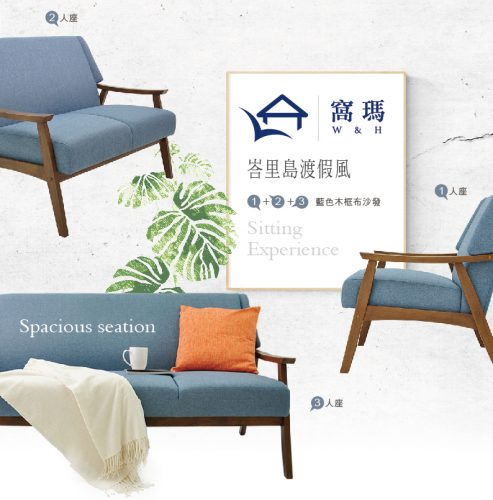 2人座
窩瑪
W & H
峇里島渡假風
1+2+3 藍色木框布沙發
Sitting
Experience
1人座
Spacious seation
3人座